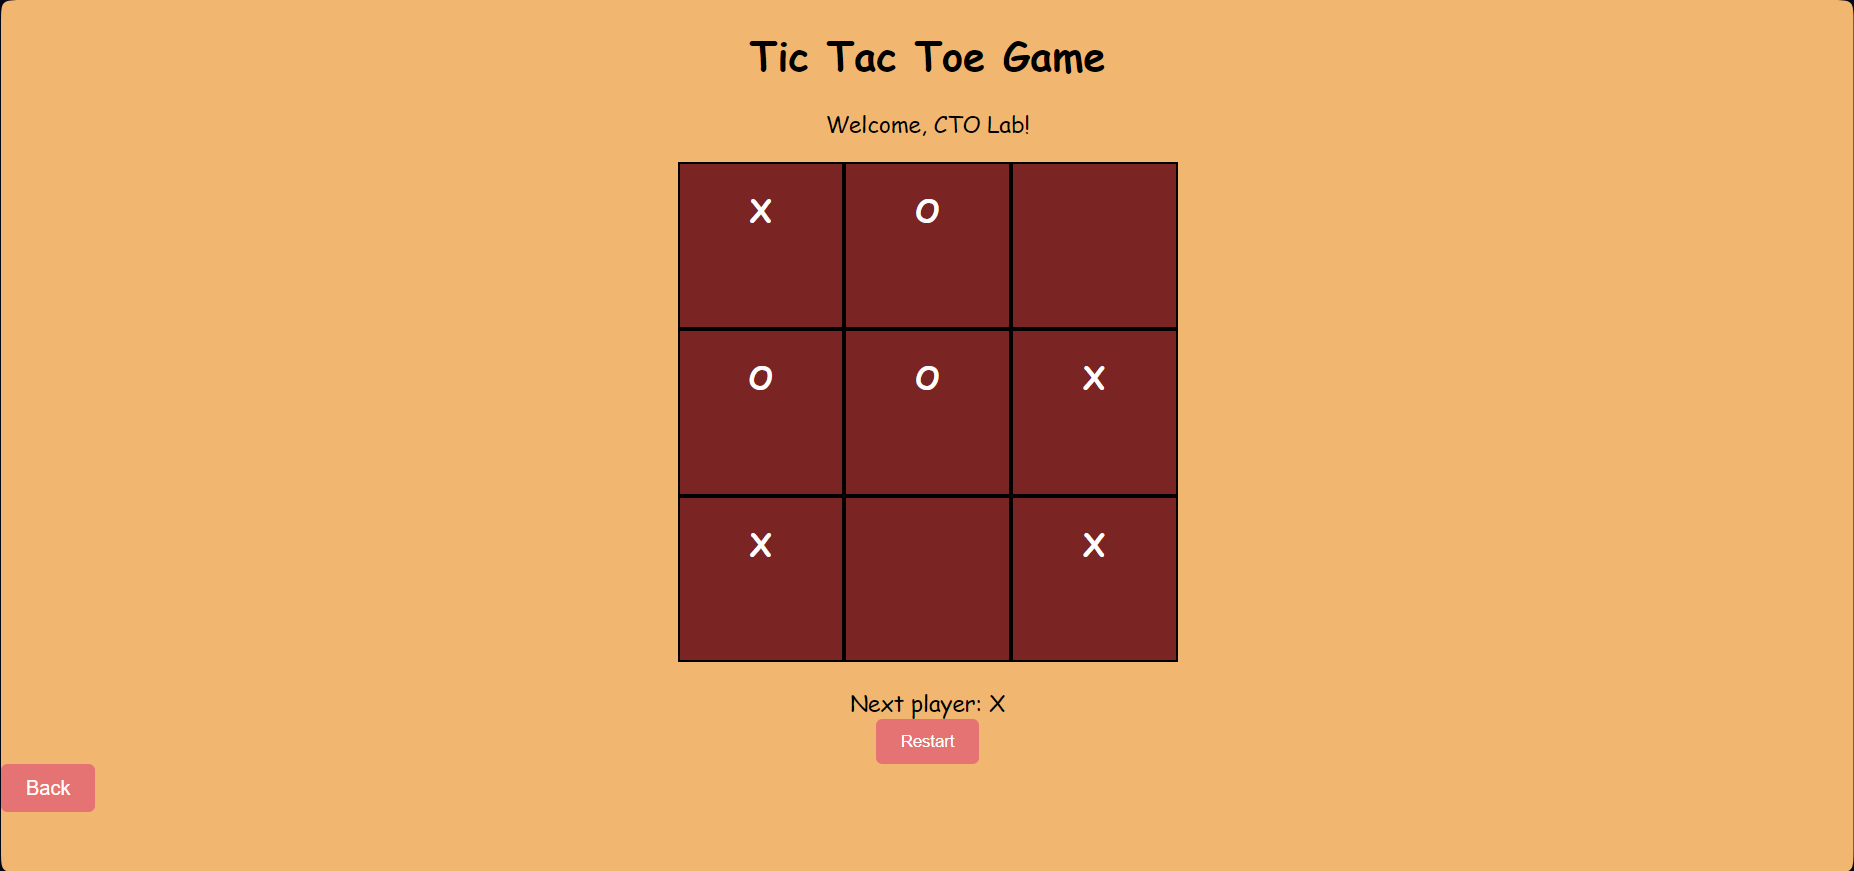 Tic Tac Toe Game
Welcome, CTO Lab!
X O
O O X
X X
Next player: X
Restart
Back